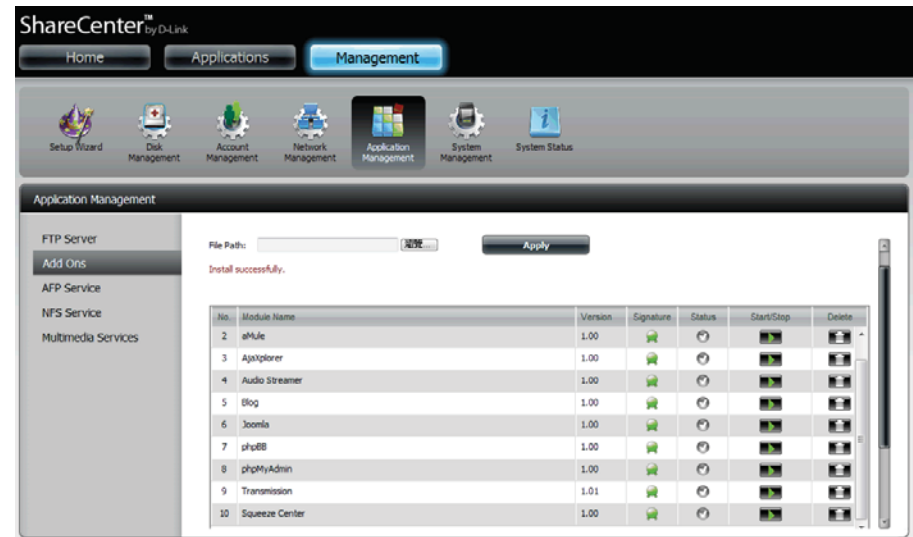 ShareCenter™ by D-Link
Home Applications Management
Setup Wizard Disk Management Account Management Network Management Application Management System Management System Status
Application Management
FTP Server
Add Ons
AFP Service
NFS Service
Multimedia Services
File Path: 瀏覽... Apply
Install successfully.
No. Module Name Version Signature Status Start/Stop Delete
2 aMule 1.00
3 AjaXplorer 1.00
4 Audio Streamer 1.00
5 Blog 1.00
6 Joomla 1.00
7 phpBB 1.00
8 phpMyAdmin 1.00
9 Transmission 1.01
10 Squeeze Center 1.00